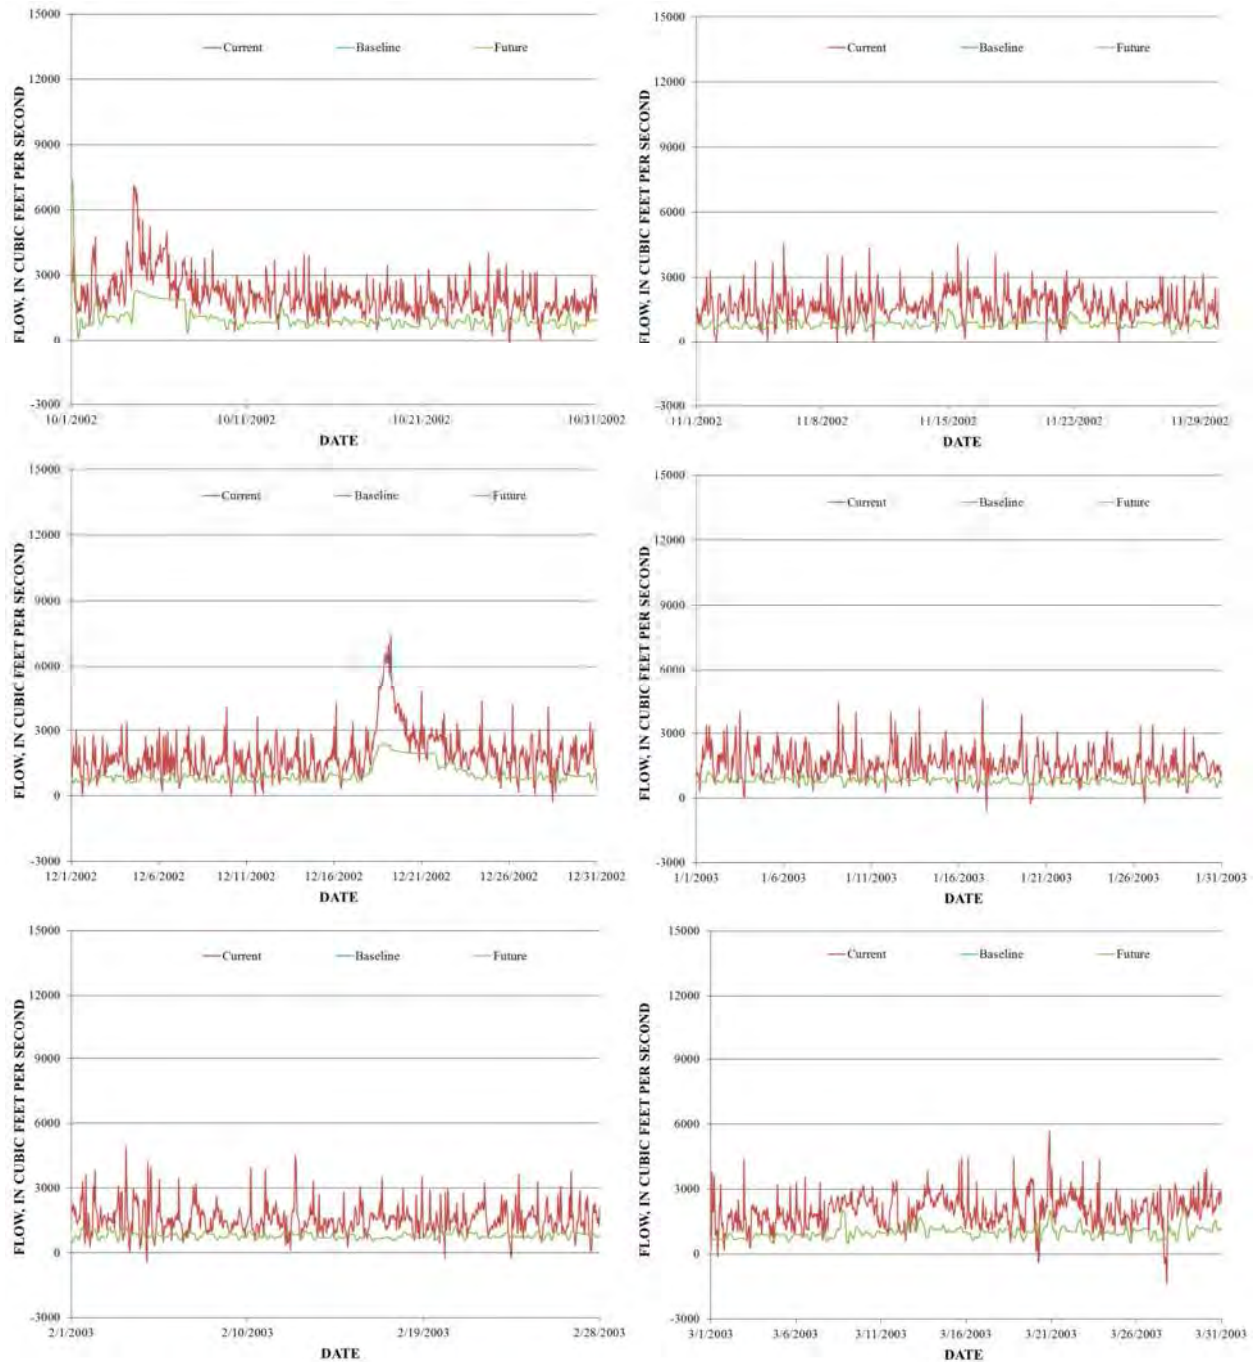 15000
Current Baseline Future
12000
9000
6000
3000
0
-3000
FLOW, IN CUBIC FEET PER SECOND
10/1/2002 10/11/2002 10/21/2002 10/31/2002
DATE
15000
Current Baseline Future
12000
9000
6000
3000
0
-3000
FLOW, IN CUBIC FEET PER SECOND
11/1/2002 11/8/2002 11/15/2002 11/22/2002 11/29/2002
DATE
15000
Current Baseline Future
12000
9000
6000
3000
0
-3000
FLOW, IN CUBIC FEET PER SECOND
12/1/2002 12/6/2002 12/11/2002 12/16/2002 12/21/2002 12/26/2002 12/31/2002
DATE
15000
Current Baseline Future
12000
9000
6000
3000
0
-3000
FLOW, IN CUBIC FEET PER SECOND
1/1/2003 1/6/2003 1/11/2003 1/16/2003 1/21/2003 1/26/2003 1/31/2003
DATE
15000
Current Baseline Future
12000
9000
6000
3000
0
-3000
FLOW, IN CUBIC FEET PER SECOND
2/1/2003 2/10/2003 2/19/2003 2/28/2003
DATE
15000
Current Baseline Future
12000
9000
6000
3000
0
-3000
FLOW, IN CUBIC FEET PER SECOND
3/1/2003 3/6/2003 3/11/2003 3/16/2003 3/21/2003 3/26/2003 3/31/2003
DATE